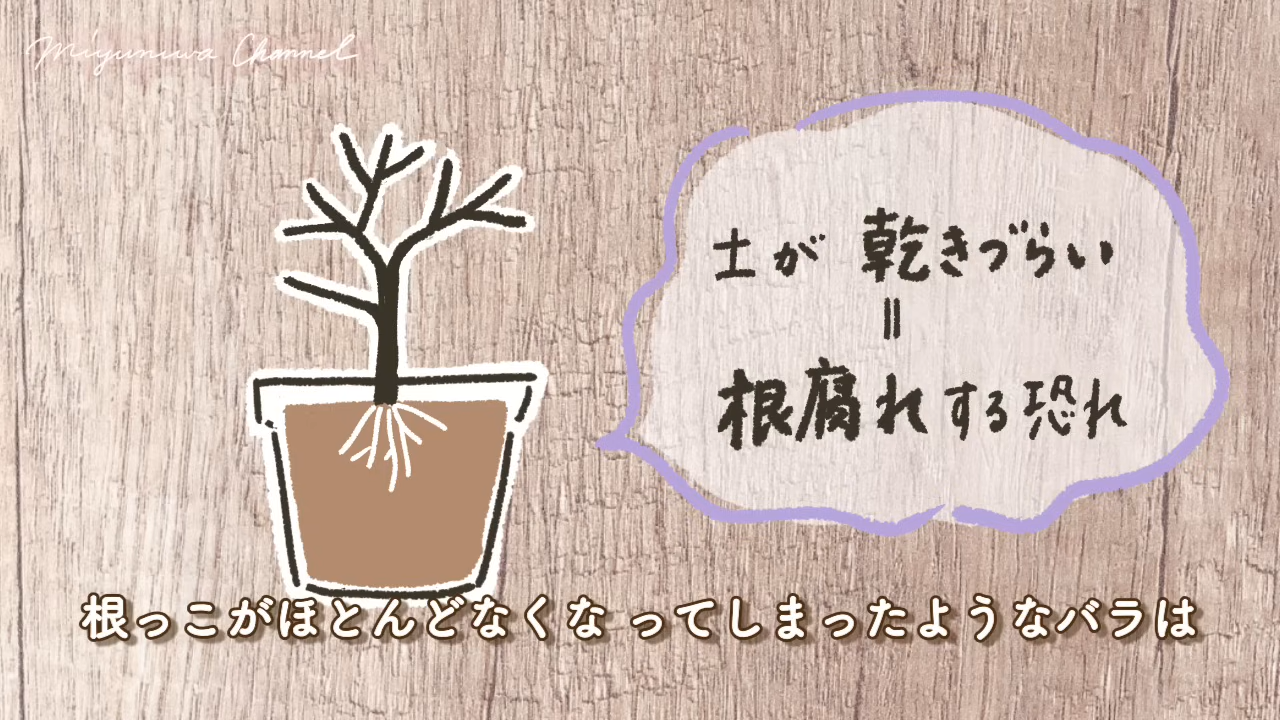 Miyuniwa Channel
土が 乾きづらい
=
根腐れする恐れ
根っこがほとんどなくなってしまったようなバラは